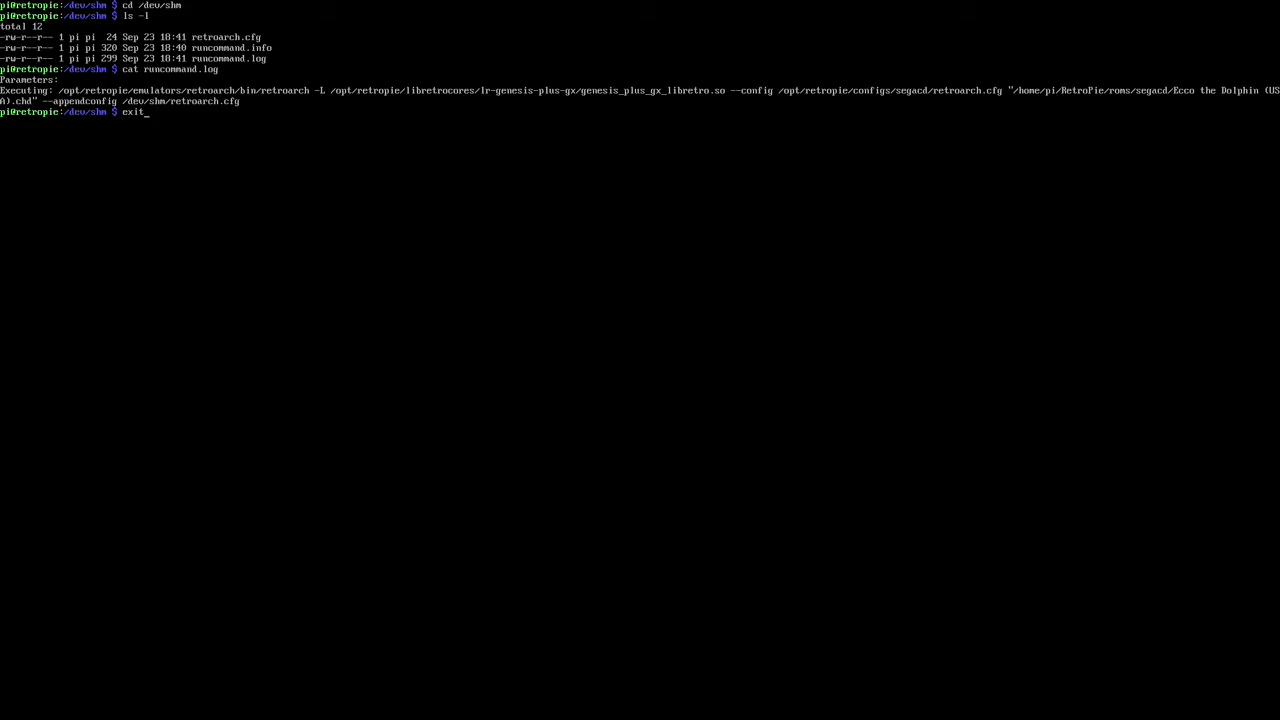 pi@retropie:/dev/shm $ cd /dev/shm
pi@retropie:/dev/shm $ ls -l
total 12
-rw-r--r-- 1 pi pi  24 Sep 23 18:41 retroarch.cfg
-rw-r--r-- 1 pi pi 320 Sep 23 18:40 runcommand.info
-rw-r--r-- 1 pi pi 299 Sep 23 18:41 runcommand.log
pi@retropie:/dev/shm $ cat runcommand.log
Parameters:
Executing: /opt/retropie/emulators/retroarch/bin/retroarch -L /opt/retropie/libretrocores/lr-genesis-plus-gx/genesis_plus_gx_libretro.so --config /opt/retropie/configs/segacd/retroarch.cfg "/home/pi/RetroPie/roms/segacd/Ecco the Dolphin (US
A).chd" --appendconfig /dev/shm/retroarch.cfg
pi@retropie:/dev/shm $ exit_